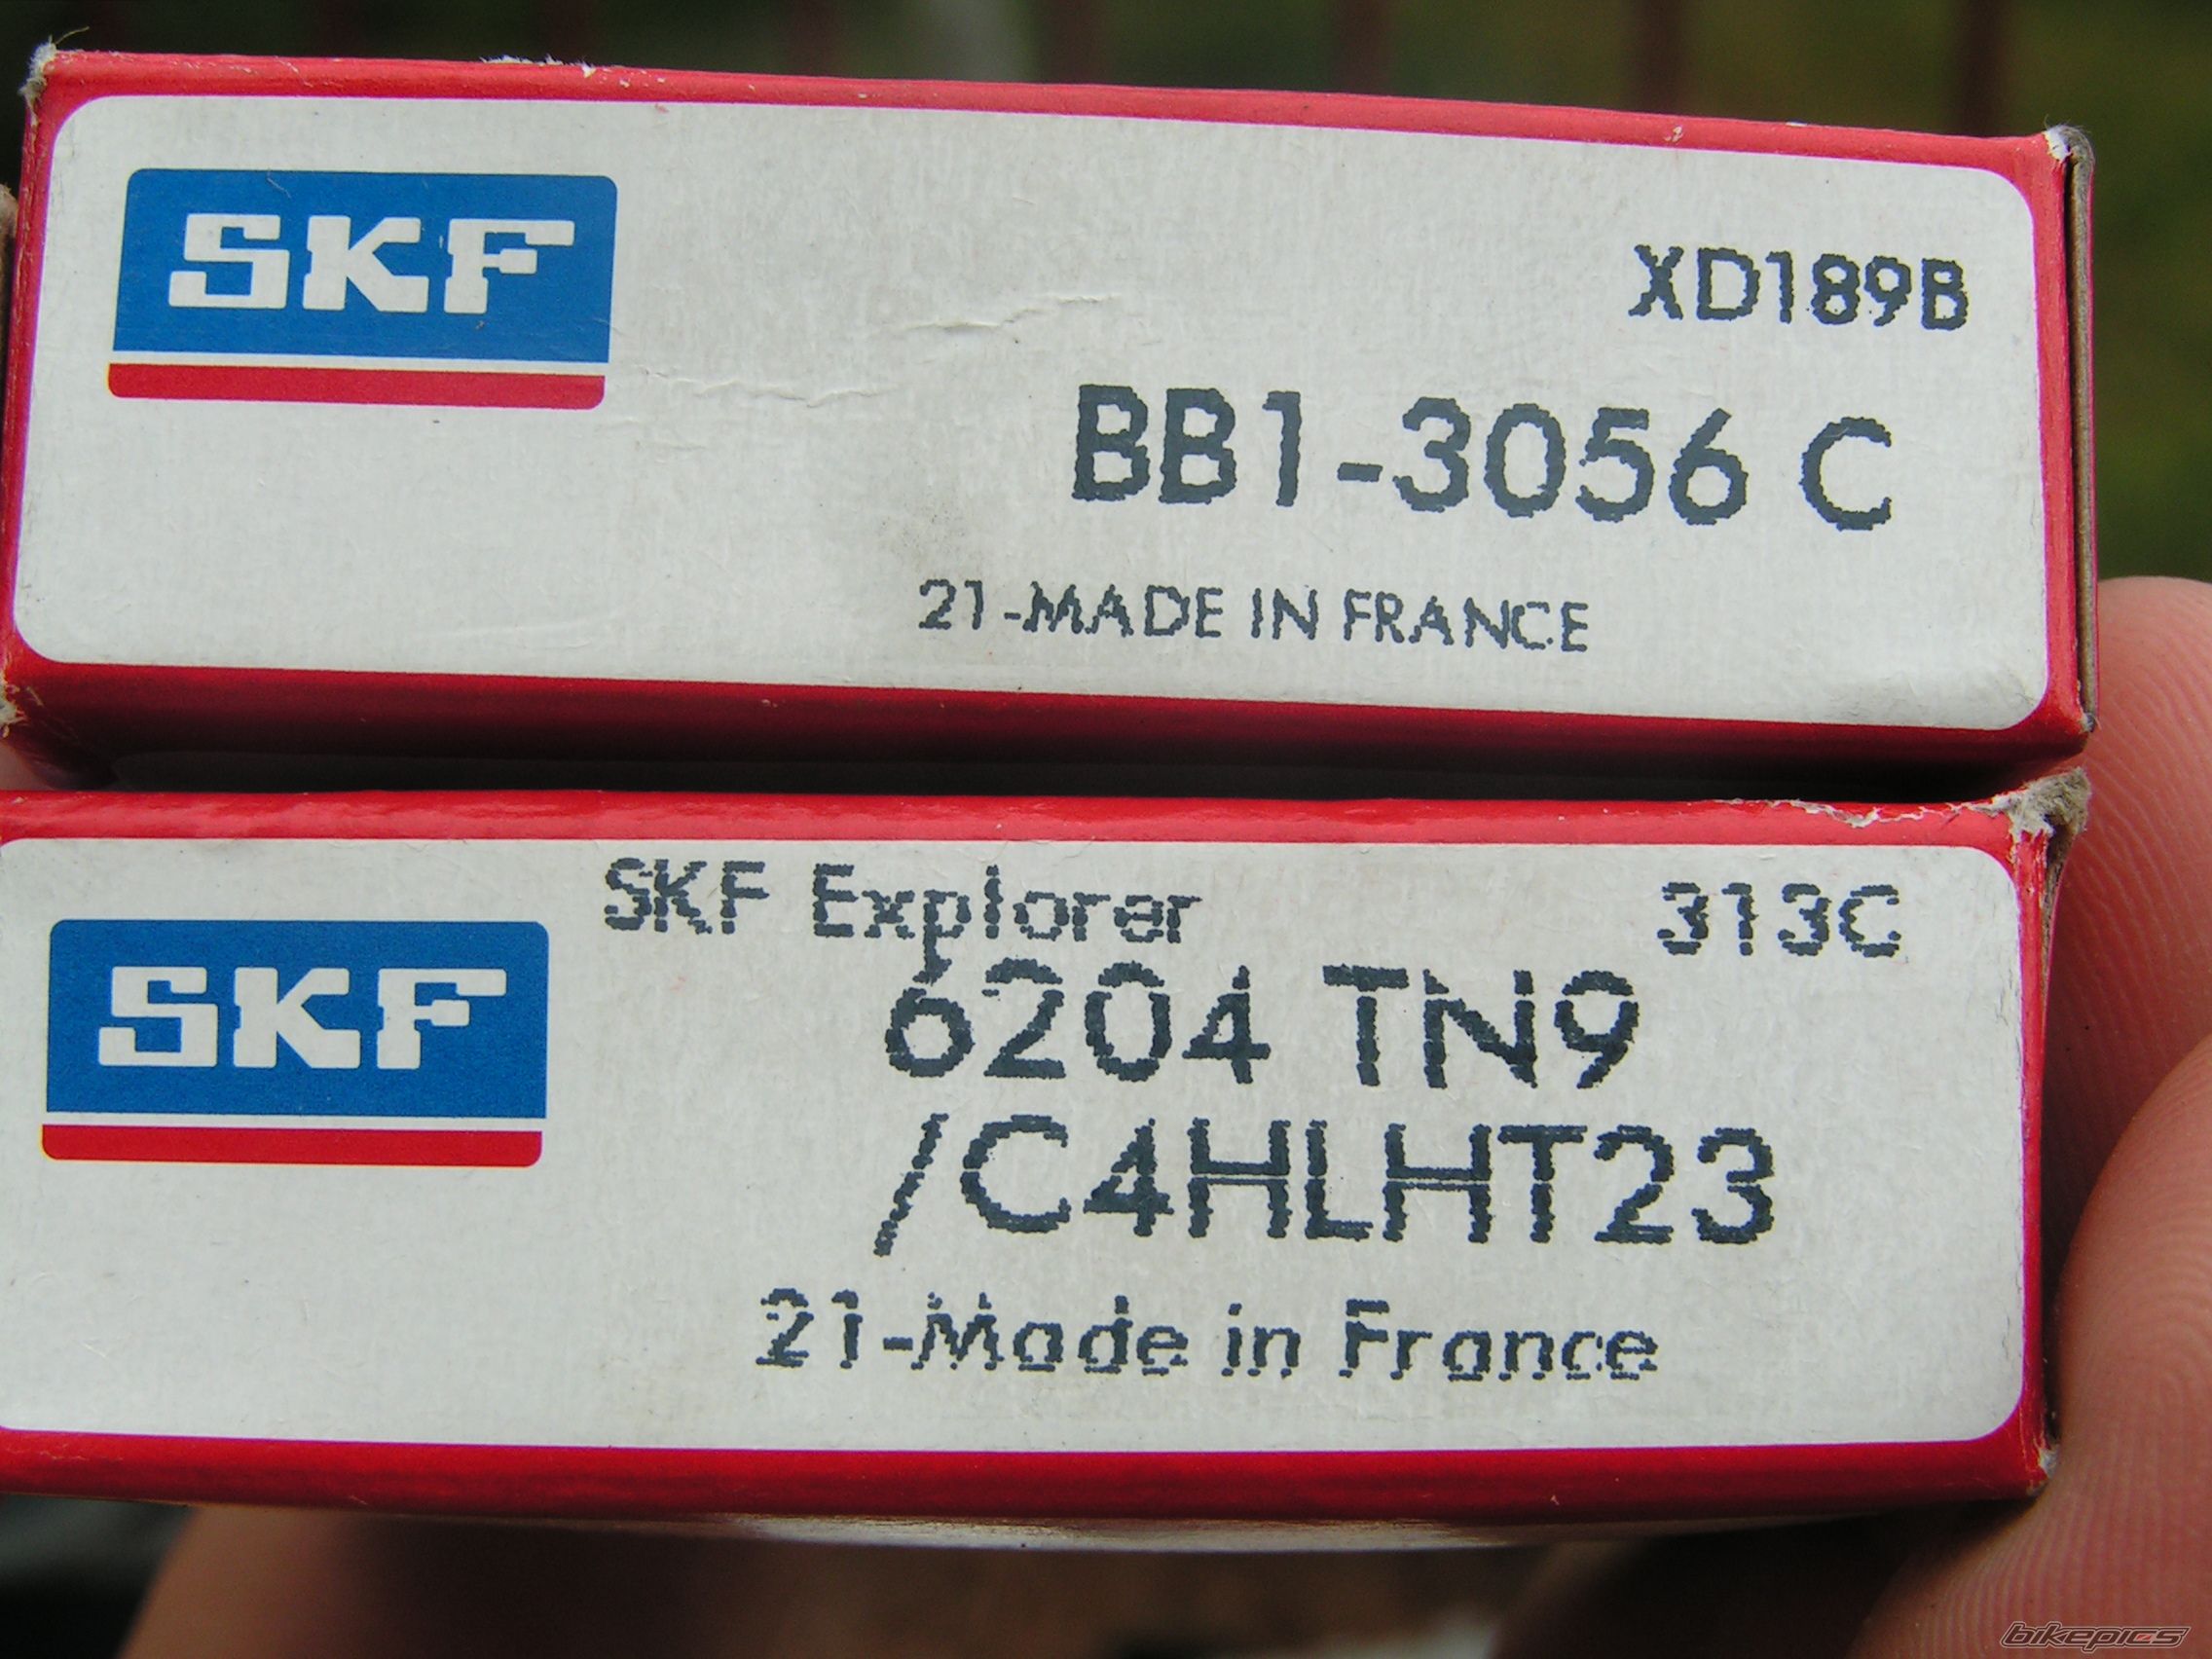 SKF
XD189B
BB1-3056 C
21-MADE IN FRANCE
SKF
SKF Explorer 313C
6204 TN9
/C4HLHT23
21-Made in France
bikepics